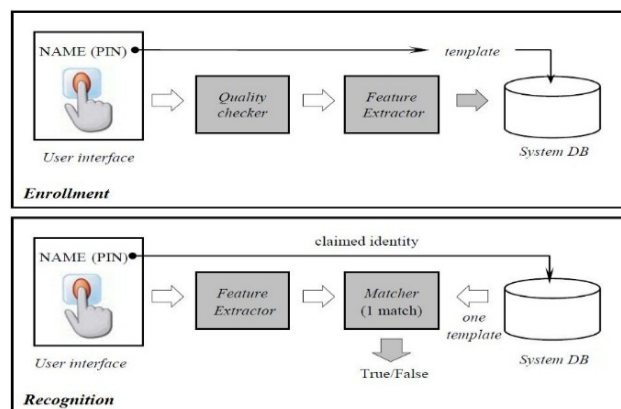 NAME (PIN)
template
Quality
checker
Feature
Extractor
User interface
System DB
Enrollment
claimed identity
NAME (PIN)
Feature
Extractor
Matcher
(1 match)
one
template
User interface
System DB
True/False
Recognition